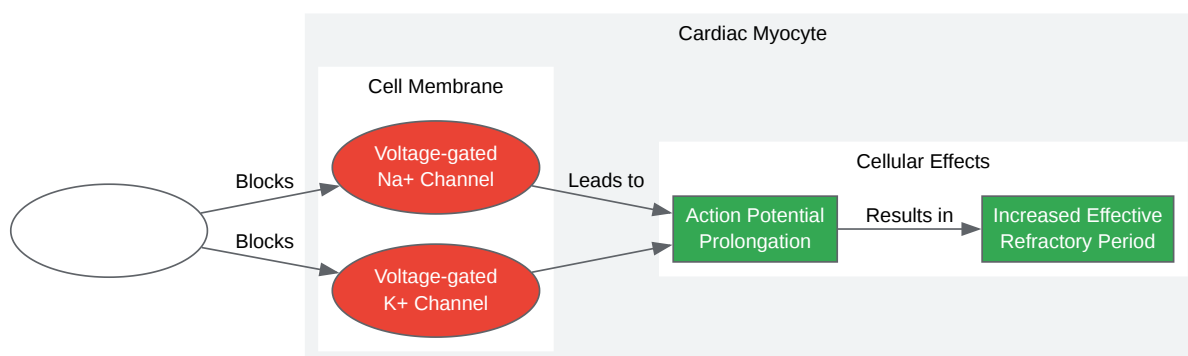 Cardiac Myocyte
Cell Membrane
Voltage-gated
Na+ Channel
Blocks
Leads to
Cellular Effects
Action Potential
Prolongation
Results in
Increased Effective
Refractory Period
Blocks
Voltage-gated
K+ Channel